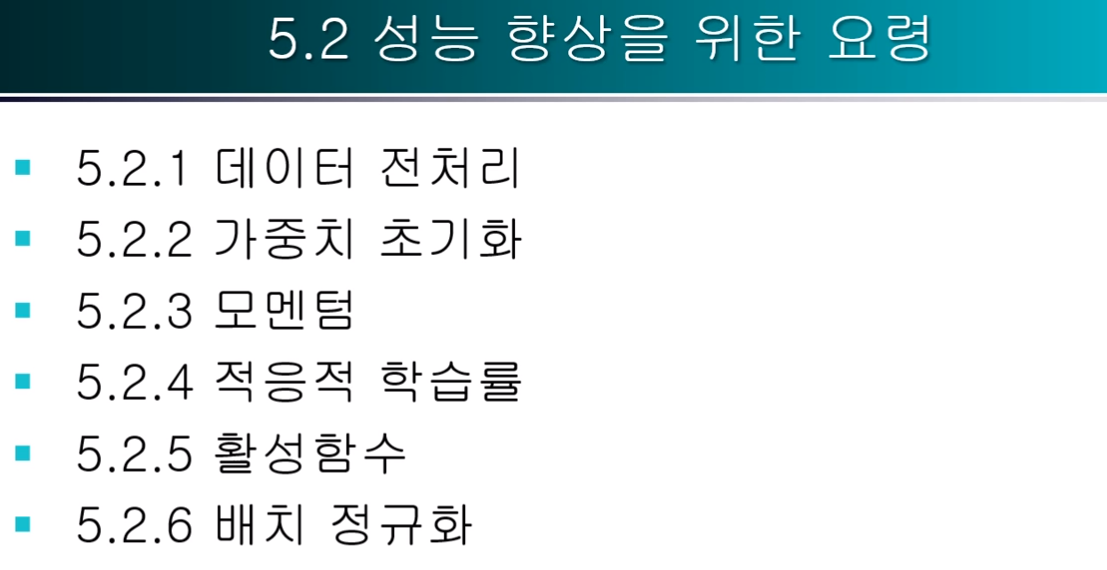 5.2 성능 향상을 위한 요령
5.2.1 데이터 전처리
5.2.2 가중치 초기화
5.2.3 모멘텀
5.2.4 적응적 학습률
5.2.5 활성함수
5.2.6 배치 정규화